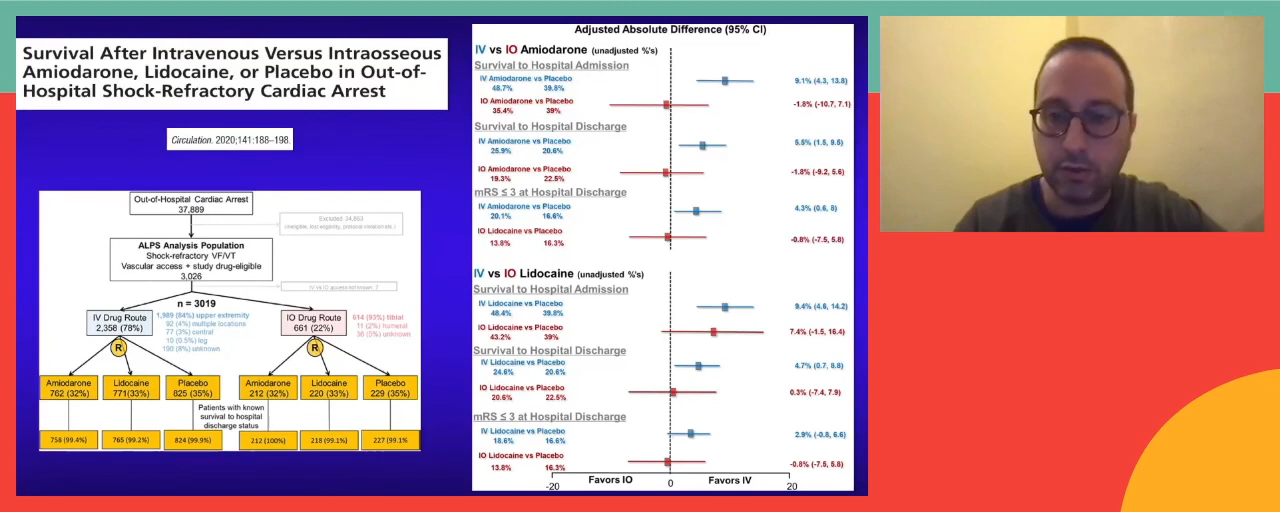 Survival After Intravenous Versus Intraosseous
Amiodarone, Lidocaine, or Placebo in Out-of-
Hospital Shock-Refractory Cardiac Arrest
Circulation. 2020;141:188–198.
Out-of-Hospital Cardiac Arrest
37,889
Excluded 34,863
(ineligible, lost eligibility, protocol violation etc.)
ALPS Analysis Population
Shock-refractory VF/VT
Vascular access + study drug-eligible
3,026
IV vs IO access not known 7
n = 3019
IV Drug Route
2,358 (78%)
1,989 (84%) upper extremity
92 (4%) multiple locations
77 (3%) central
10 (0.5%) leg
190 (8%) unknown
IO Drug Route
661 (22%)
614 (93%) tibial
11 (2%) humeral
36 (5%) unknown
R
R
Amiodarone
762 (32%)
Lidocaine
771(33%)
Placebo
825 (35%)
Amiodarone
212 (32%)
Lidocaine
220 (33%)
Placebo
229 (35%)
Patients with known
survival to hospital
discharge status
758 (99.4%)
765 (99.2%)
824 (99.9%)
212 (100%)
218 (99.1%)
227 (99.1%
Adjusted Absolute Difference (95% CI)
IV vs IO Amiodarone (unadjusted %'s)
Survival to Hospital Admission
IV Amiodarone vs Placebo
48.7% 39.8%
9.1% (4.3, 13.8)
IO Amiodarone vs Placebo
35.4% 39%
-1.8% (-10.7, 7.1)
Survival to Hospital Discharge
IV Amiodarone vs Placebo
25.9% 20.6%
5.5% (1.5, 9.5)
IO Amiodarone vs Placebo
19.3% 22.5%
-1.8% (-9.2, 5.6)
mRS ≤ 3 at Hospital Discharge
IV Amiodarone vs Placebo
20.1% 16.6%
4.3% (0.6, 8)
IO Lidocaine vs Placebo
13.8% 16.3%
-0.8% (-7.5, 5.8)
IV vs IO Lidocaine (unadjusted %'s)
Survival to Hospital Admission
IV Lidocaine vs Placebo
48.4% 39.8%
9.4% (4.6, 14.2)
IO Lidocaine vs Placebo
43.2% 39%
7.4% (-1.5, 16.4)
Survival to Hospital Discharge
IV Lidocaine vs Placebo
24.6% 20.6%
4.7% (0.7, 8.8)
IO Lidocaine vs Placebo
20.6% 22.5%
0.3% (-7.4, 7.9)
mRS ≤ 3 at Hospital Discharge
IV Lidocaine vs Placebo
18.6% 16.6%
2.9% (-0.8, 6.6)
IO Lidocaine vs Placebo
13.8% 16.3%
-0.8% (-7.5, 5.8)
Favors IO Favors IV
-20 0 20